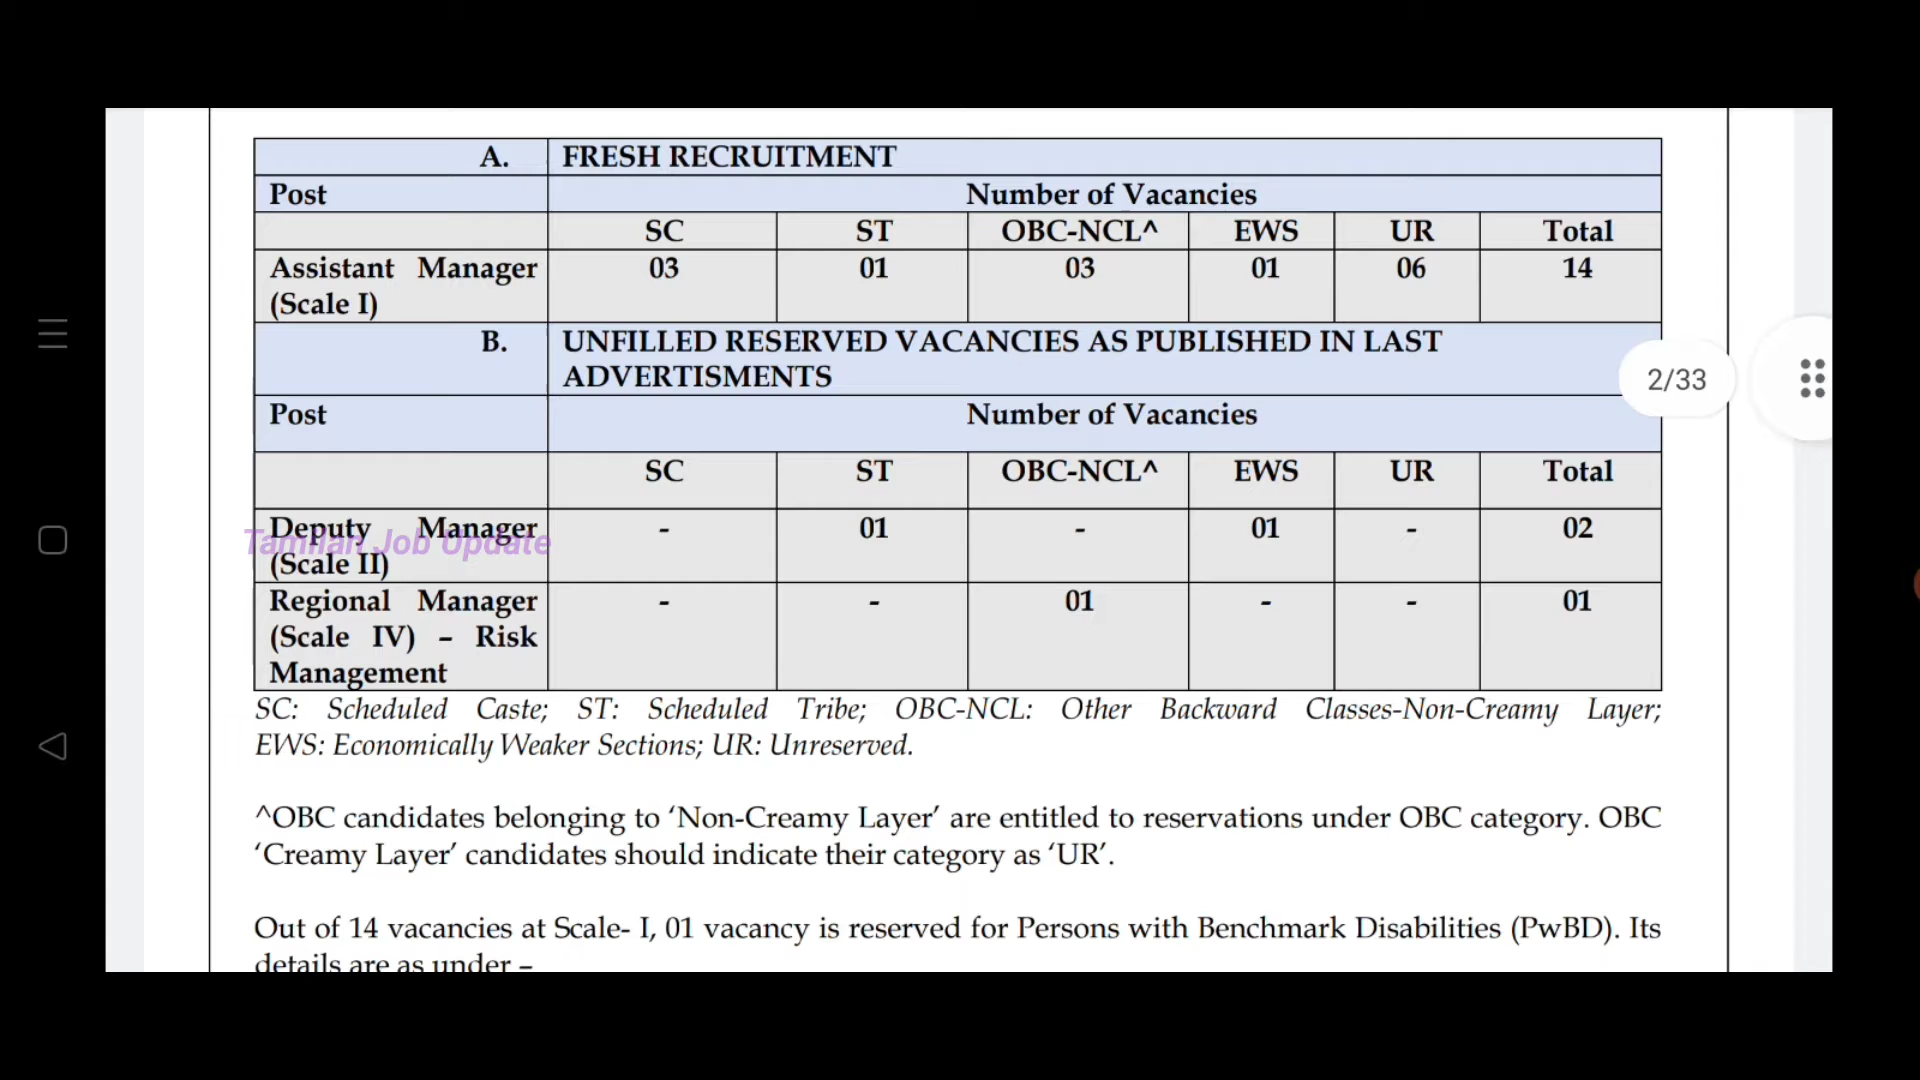 A. FRESH RECRUITMENT
Post Number of Vacancies
SC ST OBC-NCL^ EWS UR Total
Assistant Manager 03 01 03 01 06 14
(Scale I)
B. UNFILLED RESERVED VACANCIES AS PUBLISHED IN LAST
ADVERTISMENTS
2/33
Post Number of Vacancies
SC ST OBC-NCL^ EWS UR Total
Deputy Manager - 01 - 01 - 02
Tamilan Job Update
(Scale II)
Regional Manager - - 01 - - 01
(Scale IV) – Risk
Management
SC: Scheduled Caste; ST: Scheduled Tribe; OBC-NCL: Other Backward Classes-Non-Creamy Layer;
EWS: Economically Weaker Sections; UR: Unreserved.
^OBC candidates belonging to ‘Non-Creamy Layer’ are entitled to reservations under OBC category. OBC
‘Creamy Layer’ candidates should indicate their category as ‘UR’.
Out of 14 vacancies at Scale- I, 01 vacancy is reserved for Persons with Benchmark Disabilities (PwBD). Its
details are as under –